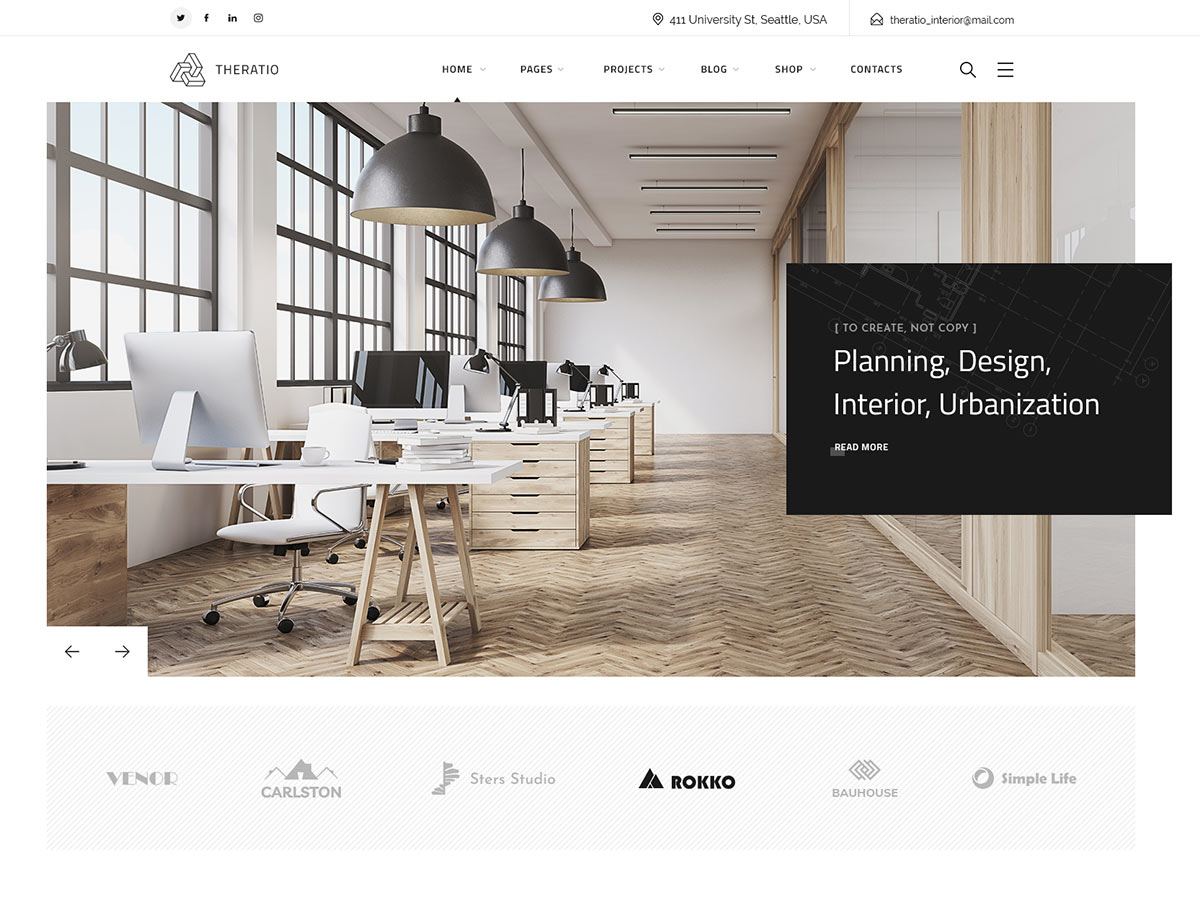 411 University St, Seattle, USA
theratio_interior@mail.com
THERATIO
HOME
PAGES
PROJECTS
BLOG
SHOP
CONTACTS
[ TO CREATE, NOT COPY ]
Planning, Design,
Interior, Urbanization
READ MORE
VENOR
CARLSTON
Sters Studio
ROKKO
BAUHOUSE
Simple Life